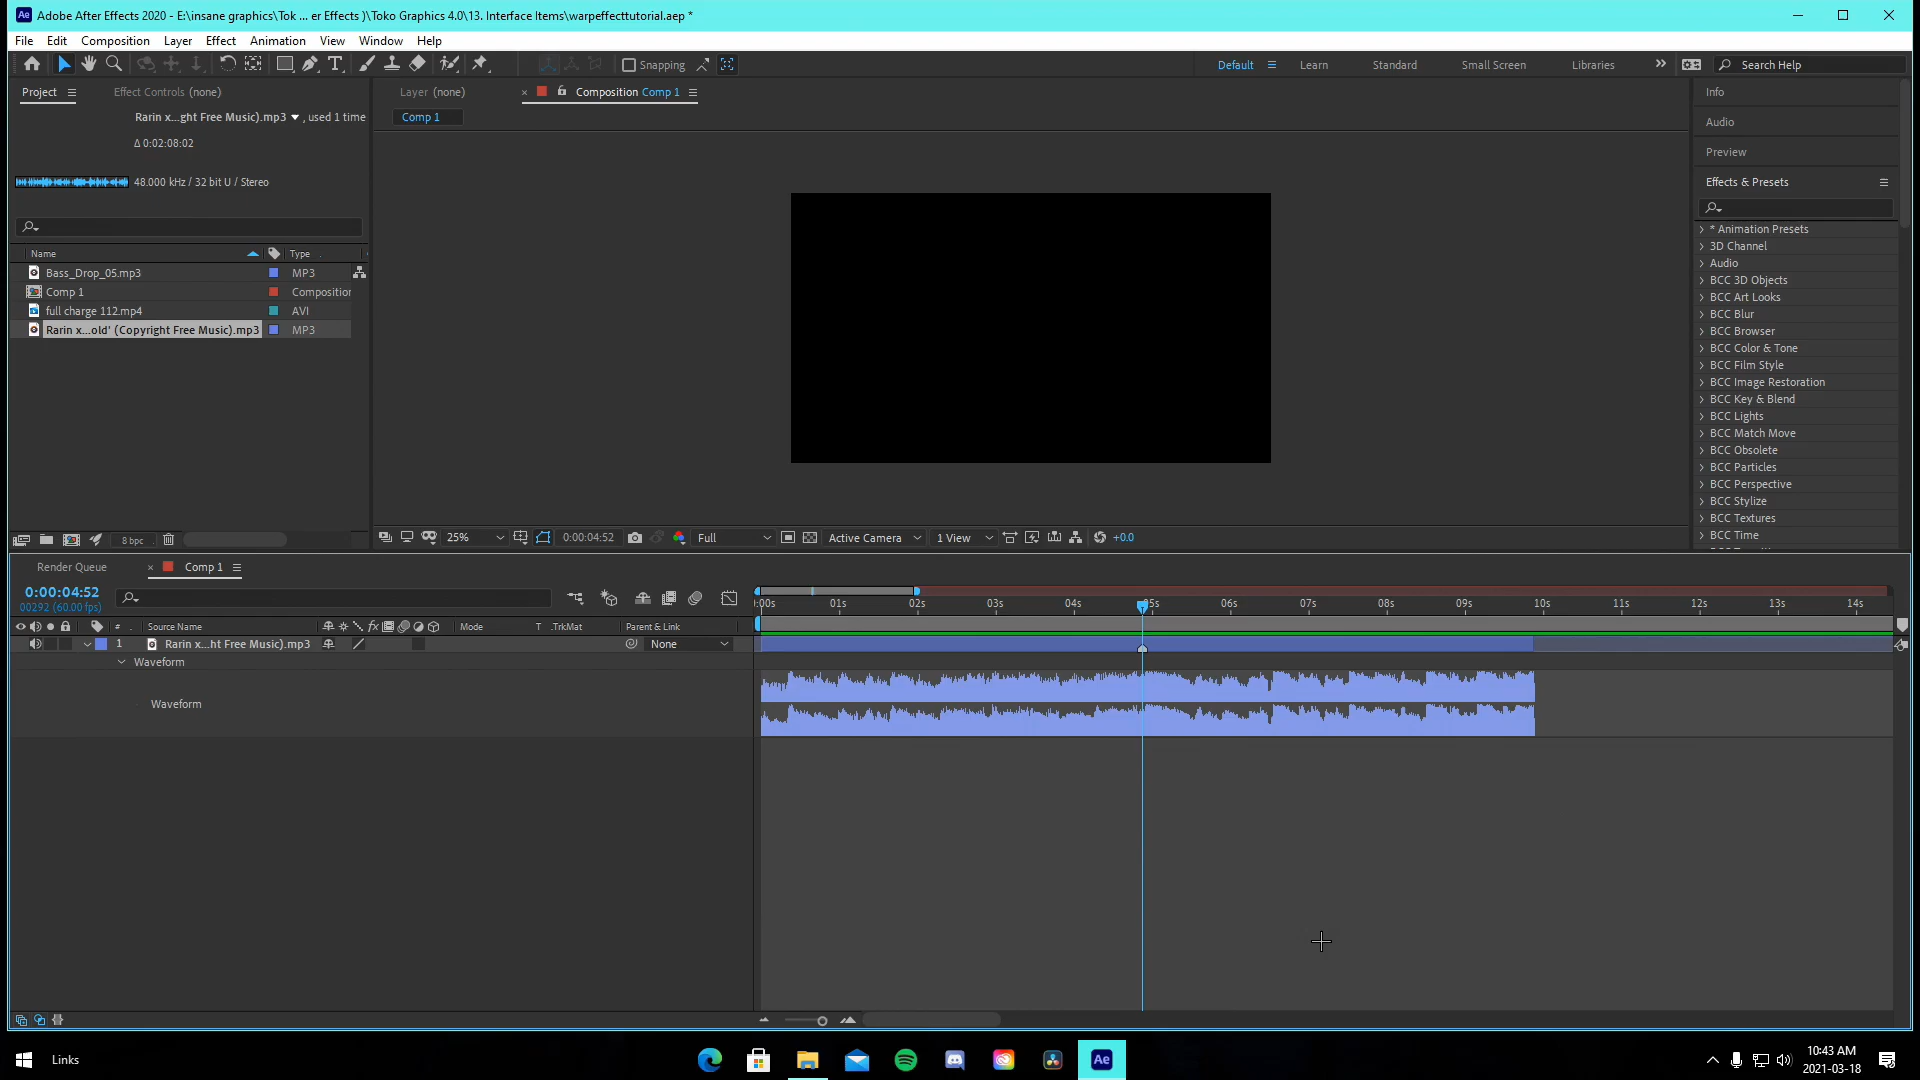 Adobe After Effects 2020 - E:\insane graphics\Tok ... er Effects )\Toko Graphics 4.0\13. Interface Items\warpeffecttutorial.aep *
File Edit Composition Layer Effect Animation View Window Help
Snapping Default Learn Standard Small Screen Libraries Search Help
Project Effect Controls (none) Layer (none) Composition Comp 1 Info
Rarin x...ght Free Music).mp3 , used 1 time Comp 1
Audio
Δ 0:02:08:02
Preview
48.000 kHz / 32 bit U / Stereo
Effects & Presets
Name Type
Bass_Drop_05.mp3 MP3
Comp 1 Composition
full charge 112.mp4 AVI
Rarin x...old' (Copyright Free Music).mp3 MP3
* Animation Presets
3D Channel
Audio
BCC 3D Objects
BCC Art Looks
BCC Blur
BCC Browser
BCC Color & Tone
BCC Film Style
BCC Image Restoration
BCC Key & Blend
BCC Lights
BCC Match Move
BCC Obsolete
BCC Particles
BCC Perspective
BCC Stylize
BCC Textures
BCC Time
8 bpc 25% 0:00:04:52 Full Active Camera 1 View +0.0
Render Queue Comp 1
0:00:04:52
00292 (60.00 fps)
:00s 01s 02s 03s 04s 05s 06s 07s 08s 09s 10s 11s 12s 13s 14s
# Source Name fx Mode T .TrkMat Parent & Link
1 Rarin x...ht Free Music).mp3 None
Waveform
Waveform
Links
Ae
10:43 AM
2021-03-18